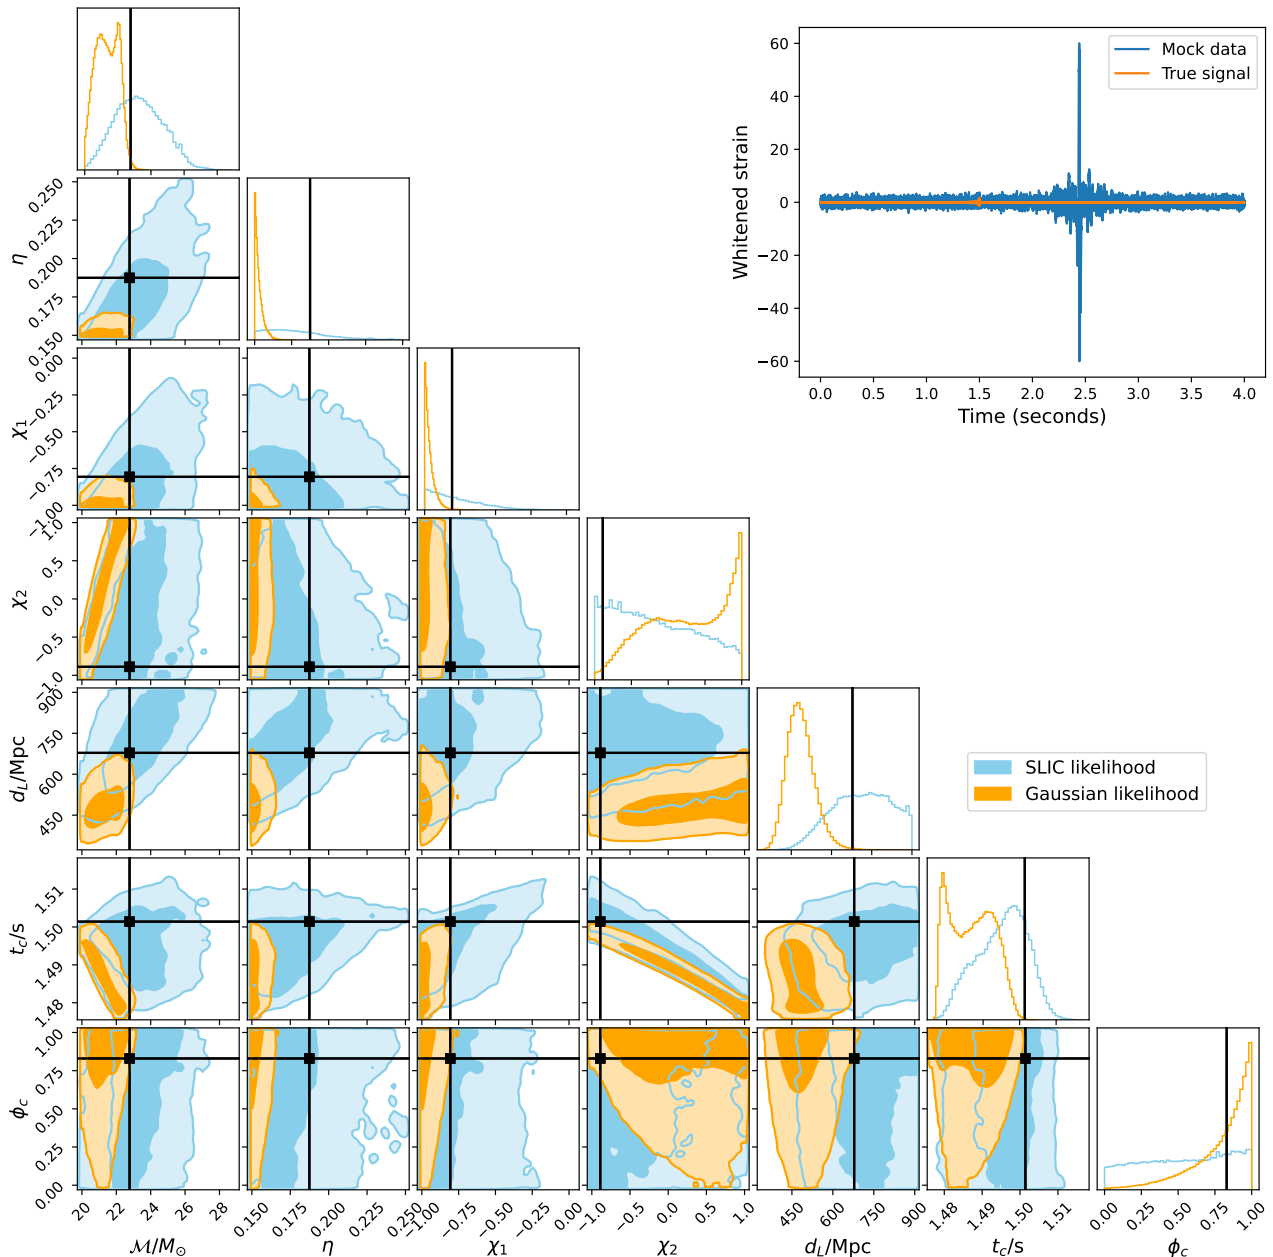 Mock data
True signal
Whitened strain
60
40
20
0
−20
−40
−60
0.0 0.5 1.0 1.5 2.0 2.5 3.0 3.5 4.0
Time (seconds)
η
0.250
0.225
0.200
0.175
0.150
χ₁
0.00
−0.25
−0.50
−0.75
−1.00
χ₂
1.0
0.5
0.0
−0.5
−1.0
d_L/Mpc
900
750
600
450
SLIC likelihood
Gaussian likelihood
t_c/s
1.51
1.50
1.49
1.48
ϕ_c
1.00
0.75
0.50
0.25
0.00
20 22 24 26 28
0.150 0.175 0.200 0.225 0.250
−1.00 −0.75 −0.50 −0.25 0.00
−1.0 −0.5 0.0 0.5 1.0
450 600 750 900
1.48 1.49 1.50 1.51
0.00 0.25 0.50 0.75 1.00
ℳ/M⊙ η χ₁ χ₂ d_L/Mpc t_c/s ϕ_c